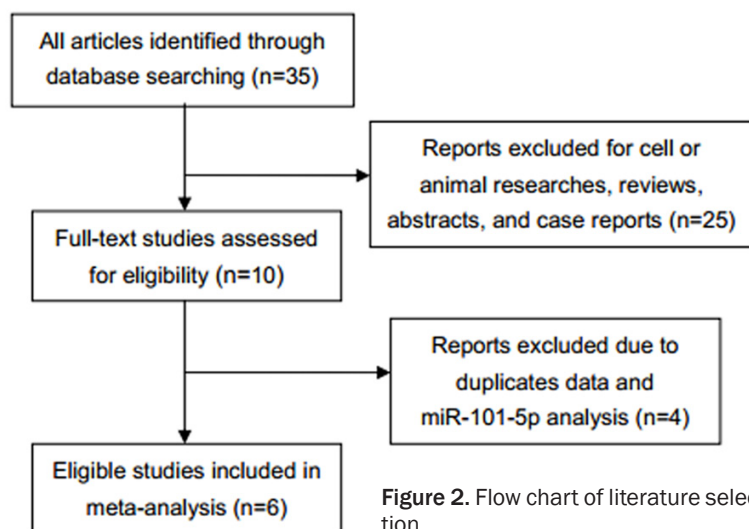 All articles identified through
database searching (n=35)
Reports excluded for cell or
animal researches, reviews,
abstracts, and case reports (n=25)
Full-text studies assessed
for eligibility (n=10)
Reports excluded due to
duplicates data and
miR-101-5p analysis (n=4)
Eligible studies included in
meta-analysis (n=6)
Figure 2. Flow chart of literature selec
tion